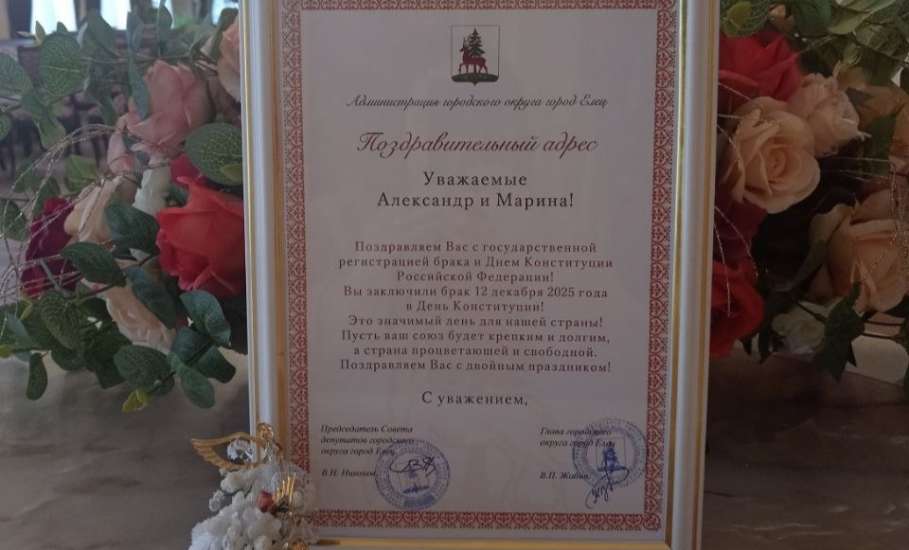 Администрация городского округа город Елец
Поздравительный адрес
Уважаемые
Александр и Марина!
Поздравляем Вас с государственной
регистрацией брака и Днем Конституции
Российской Федерации!
Вы заключили брак 12 декабря 2025 года
в День Конституции!
Это значимый день для нашей страны!
Пусть ваш союз будет крепким и долгим,
а страна процветающей и свободной.
Поздравляем Вас с двойным праздником!
С уважением,
Председатель Совета
депутатов городского
округа город Елец
В.Н.
Глава городского
округа город Елец
В.П.